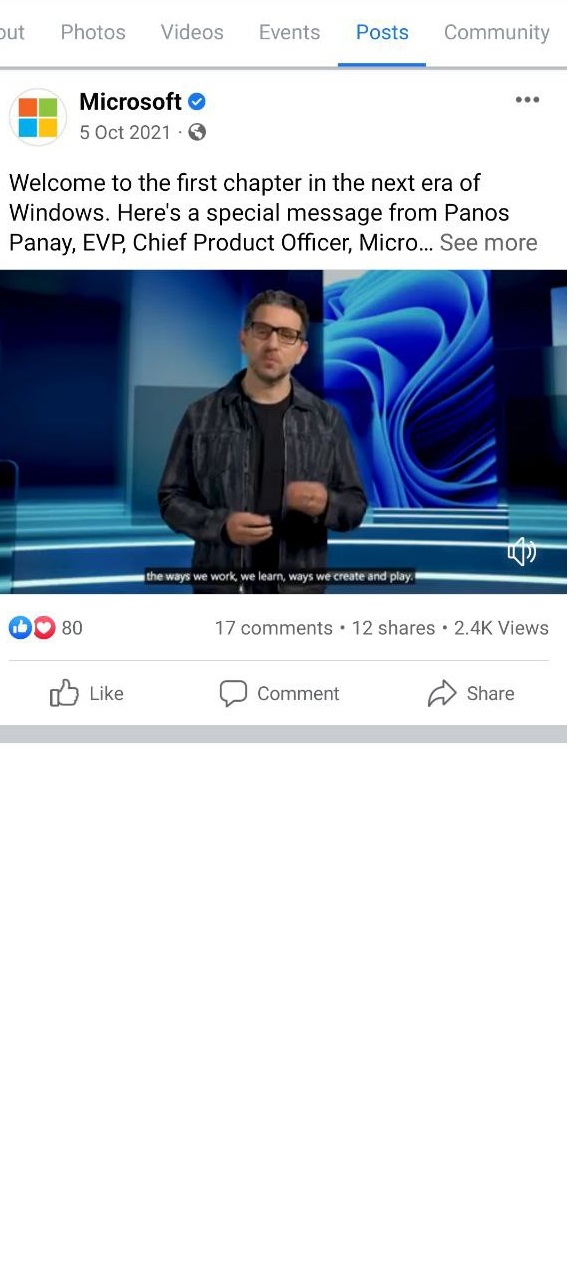 out Photos Videos Events Posts Community
Microsoft
5 Oct 2021 ·
Welcome to the first chapter in the next era of
Windows. Here's a special message from Panos
Panay, EVP, Chief Product Officer, Micro... See more
the ways we work, we learn, ways we create and play.
80 17 comments • 12 shares • 2.4K Views
Like Comment Share